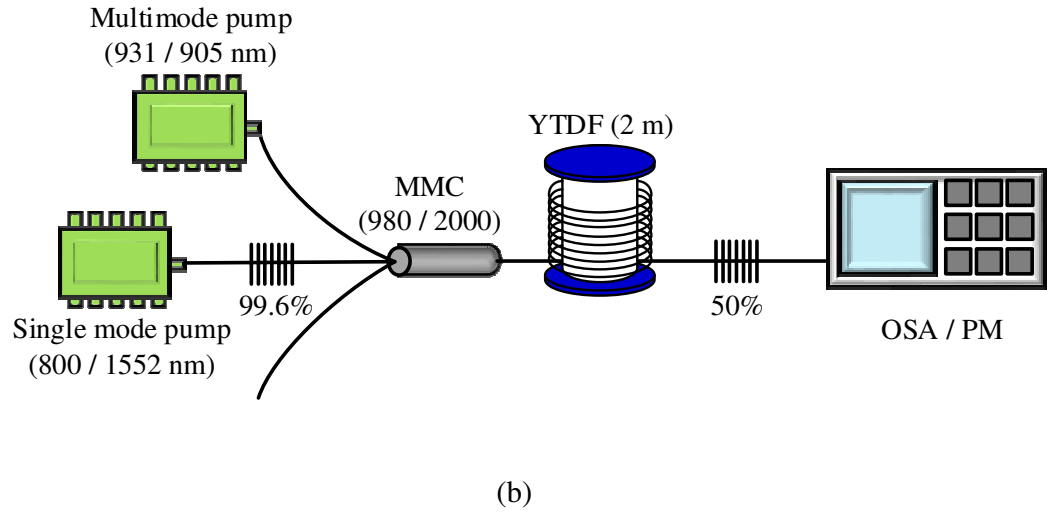 Multimode pump
(931 / 905 nm)
YTDF (2 m)
MMC
(980 / 2000)
99.6%
50%
Single mode pump
(800 / 1552 nm)
OSA / PM
(b)